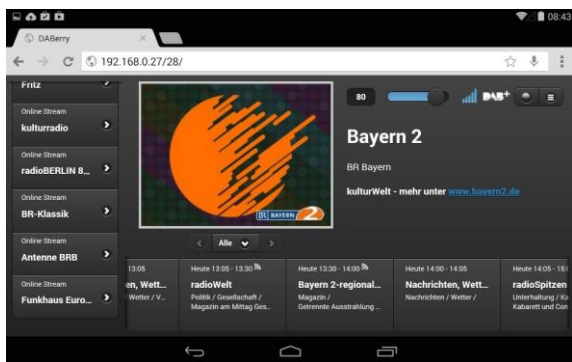 08:43
DABerry
192.168.0.27/28/
Fritz
Online Stream
kulturradio
Online Stream
radioBERLIN 8...
Online Stream
BR-Klassik
Online Stream
Antenne BRB
Online Stream
Funkhaus Euro...
BR BAYERN 2
80
DAB+
Bayern 2
BR Bayern
kulturWelt - mehr unter www.bayern2.de
Alle
13:05
en, Wett...
Wetter / V...
Heute 13:05 - 13:30
radioWelt
Politik / Gesellschaft /
Magazin am Mittag Ges...
Heute 13:30 - 14:00
Bayern 2-regional...
Magazin /
Getrennte Ausstrahlung ...
Heute 14:00 - 14:05
Nachrichten, Wett...
Nachrichten / Wetter /
Heute 14:05 - 15:0
radioSpitzen
Unterhaltung / Ka
Kabarett und Con